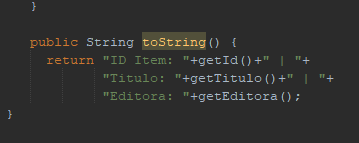 }
public String toString() {
return "ID Item: "+getId()+" | "+
"Titulo: "+getTitulo()+" | "+
"Editora: "+getEditora();
}